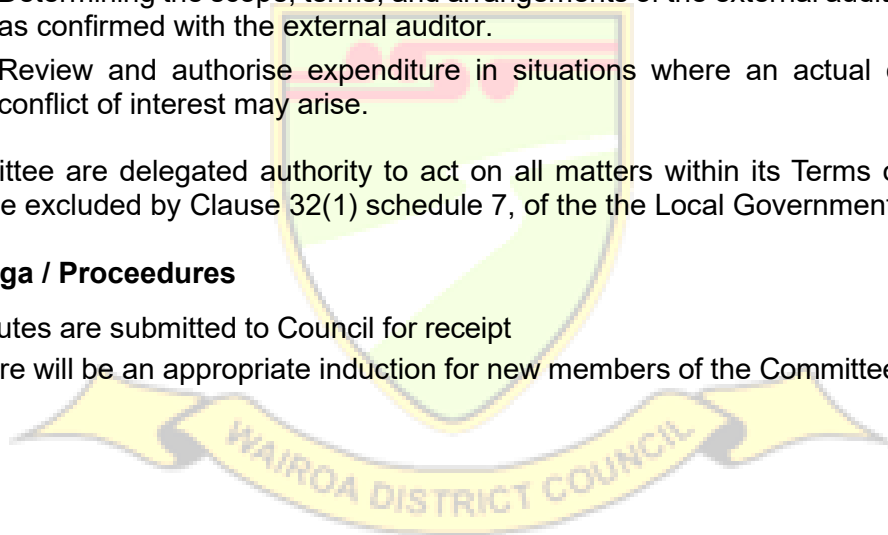 Determining the scope, terms, and arrangements of the external audit
as confirmed with the external auditor.
Review and authorise expenditure in situations where an actual
conflict of interest may arise.
ittee are delegated authority to act on all matters within its Terms
e excluded by Clause 32(1) schedule 7, of the the Local Government
ga / Proceedures
utes are submitted to Council for receipt
re will be an appropriate induction for new members of the Committee
WAIROA DISTRICT COUNCIL